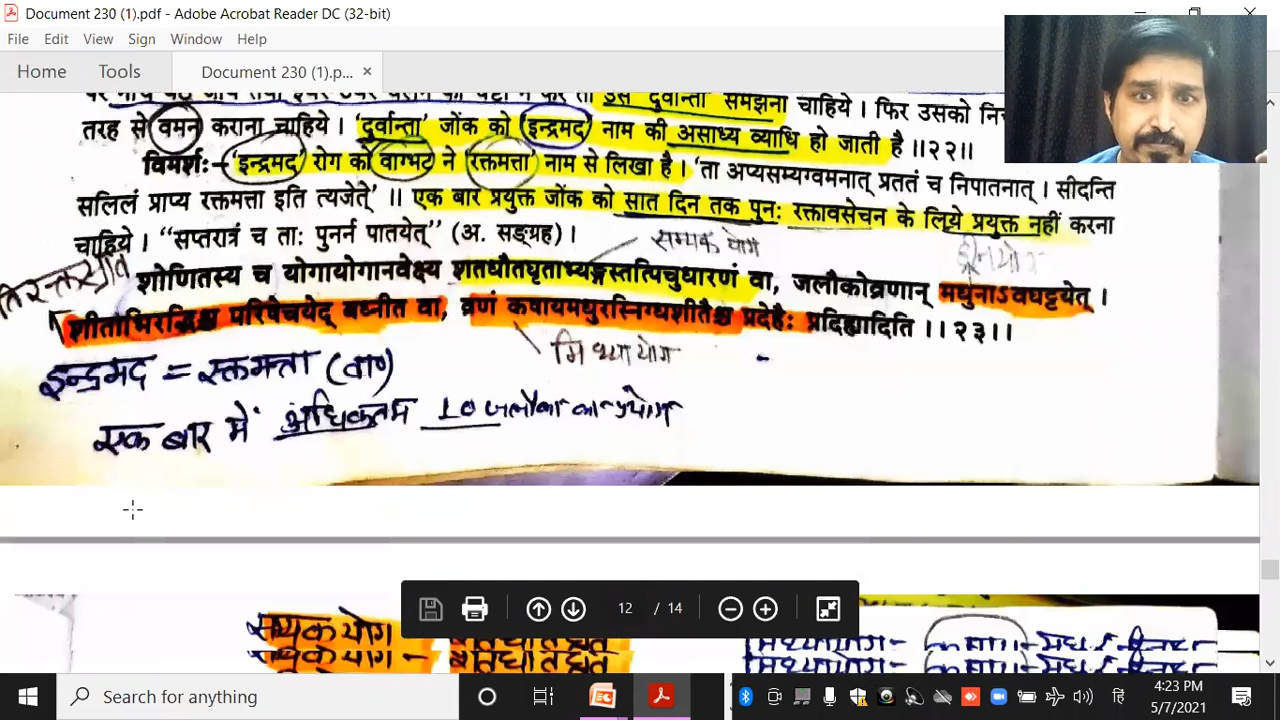 Document 230 (1).pdf - Adobe Acrobat Reader DC (32-bit)
File Edit View Sign Window Help
Home Tools Document 230 (1).p... ×
उसे 'दुर्वान्ता' समझना चाहिये । फिर उसको
तरह से वमन कराना चाहिये । 'दुर्वान्ता' जोंक को 'इन्द्रमद' नाम की असाध्य व्याधि हो जाती है ।।२२।।
विमर्श:- 'इन्द्रमद' रोग को वाग्भट ने 'रक्तमत्ता' नाम से लिखा है । 'ता अप्यसम्यग्वमनात् प्रततं च निपातनात् । सीदन्ति
सलिलं प्राप्य रक्तमत्ता इति त्यजेत्' ।। एक बार प्रयुक्त जोंक को सात दिन तक पुनः रक्तावसेचन के लिये प्रयुक्त नहीं करना
चाहिये । "सप्तरात्रं च ताः पुनर्न पातयेत्" (अ. सङ्ग्रह) ।
सम्यक योग
हीनयोग
शोणितस्य च योगायोगानवेक्ष्य शतधौतघृताभ्यङ्गस्तत्पिचुधारणं वा, जलौकोव्रणान् मधुनाऽवघट्टयेत् ।
शीताभिरद्भिश्च परिषेचयेद् बध्नीत वा, व्रणं कषायमधुरस्निग्धशीतैश्च प्रदेहैः प्रदिह्यादिति ।।२३।।
मिथ्या योग
इन्द्रमद = रक्तमत्ता (वा०)
एक बार में अधिकतम 10 जलौका का प्रयोग
12 / 14
सम्यक योग
Search for anything
हि
4:23 PM
5/7/2021